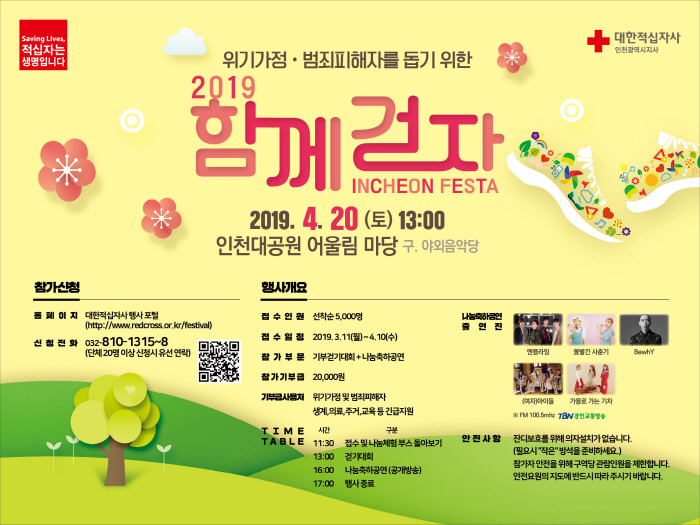 Saving Lives,
적십자는
생명입니다
대한적십자사
인천광역시지사
위기가정 · 범죄피해자를 돕기 위한
2019
함께 걷자
INCHEON FESTA
2019. 4. 20 (토) 13:00
인천대공원 어울림 마당 구. 야외음악당
참가신청
홈페이지 대한적십자사 행사 포털
(http://www.redcross.or.kr/festival)
신청전화 032-810-1315~8
(단체 20명 이상 신청시 유선 연락)
행사개요
접수인원 선착순 5,000명
접수일정 2019. 3.11(월) ~ 4.10(수)
참가부문 기부걷기대회 + 나눔축하공연
참가기부금 20,000원
기부금사용처 위기가정 및 범죄피해자
생계,의료,주거,교육 등 긴급지원
TIME TABLE
시간 구분
11:30 접수 및 나눔체험 부스 돌아보기
13:00 걷기대회
16:00 나눔축하공연 (공개방송)
17:00 행사 종료
나눔축하공연
출연진
엔플라잉 볼빨간 사춘기 BewhY
(여자)아이들 가을로 가는 기차
※ FM 100.5mhz TBN 경인교통방송
안전사항 잔디보호를 위해 의자설치가 없습니다.
(필요시 "작은" 방석을 준비하세요.)
참가자 안전을 위해 구역당 관람인원을 제한합니다.
안전요원의 지도에 반드시 따라 주시기 바랍니다.